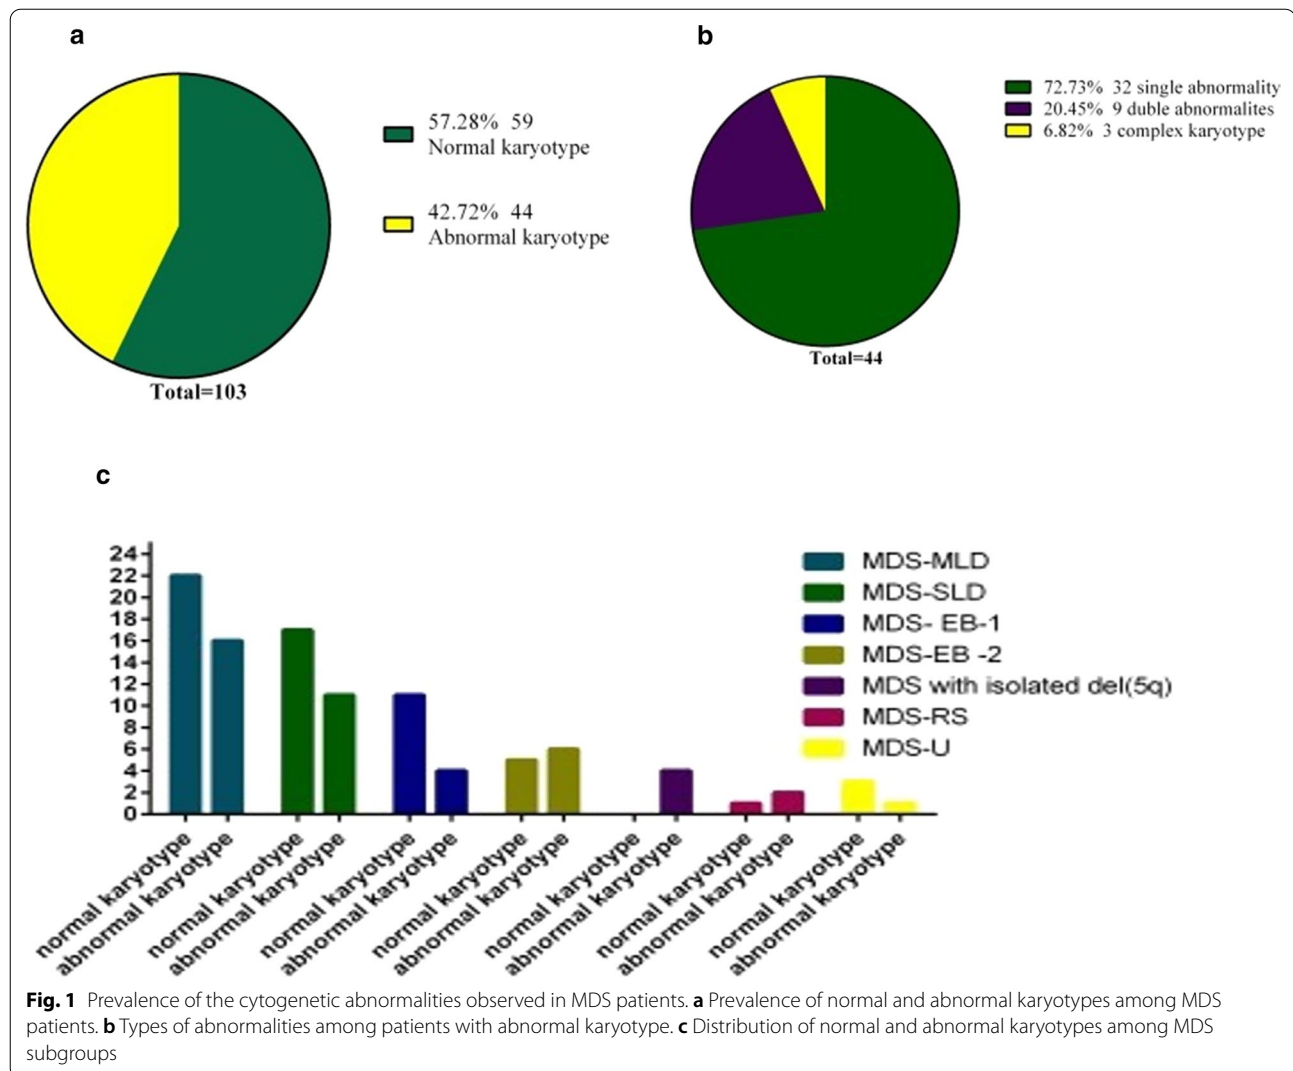 a
57.28% 59
Normal karyotype
42.72% 44
Abnormal karyotype
Total=103
b
72.73% 32 single abnormality
20.45% 9 duble abnormalites
6.82% 3 complex karyotype
Total=44
c
24
22
20
18
16
14
12
10
8
6
4
2
0
MDS-MLD
MDS-SLD
MDS- EB-1
MDS-EB -2
MDS with isolated del(5q)
MDS-RS
MDS-U
normal karyotype
abnormal karyotype
normal karyotype
abnormal karyotype
normal karyotype
abnormal karyotype
normal karyotype
abnormal karyotype
normal karyotype
abnormal karyotype
normal karyotype
abnormal karyotype
normal karyotype
abnormal karyotype
Fig. 1 Prevalence of the cytogenetic abnormalities observed in MDS patients. a Prevalence of normal and abnormal karyotypes among MDS
patients. b Types of abnormalities among patients with abnormal karyotype. c Distribution of normal and abnormal karyotypes among MDS
subgroups